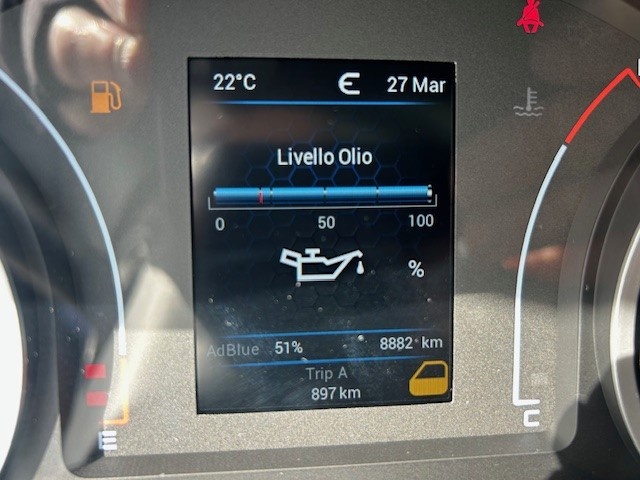 22°C Є 27 Mar
Livello Olio
0 50 100
%
AdBlue 51% 8882 km
Trip A
897 km
E C